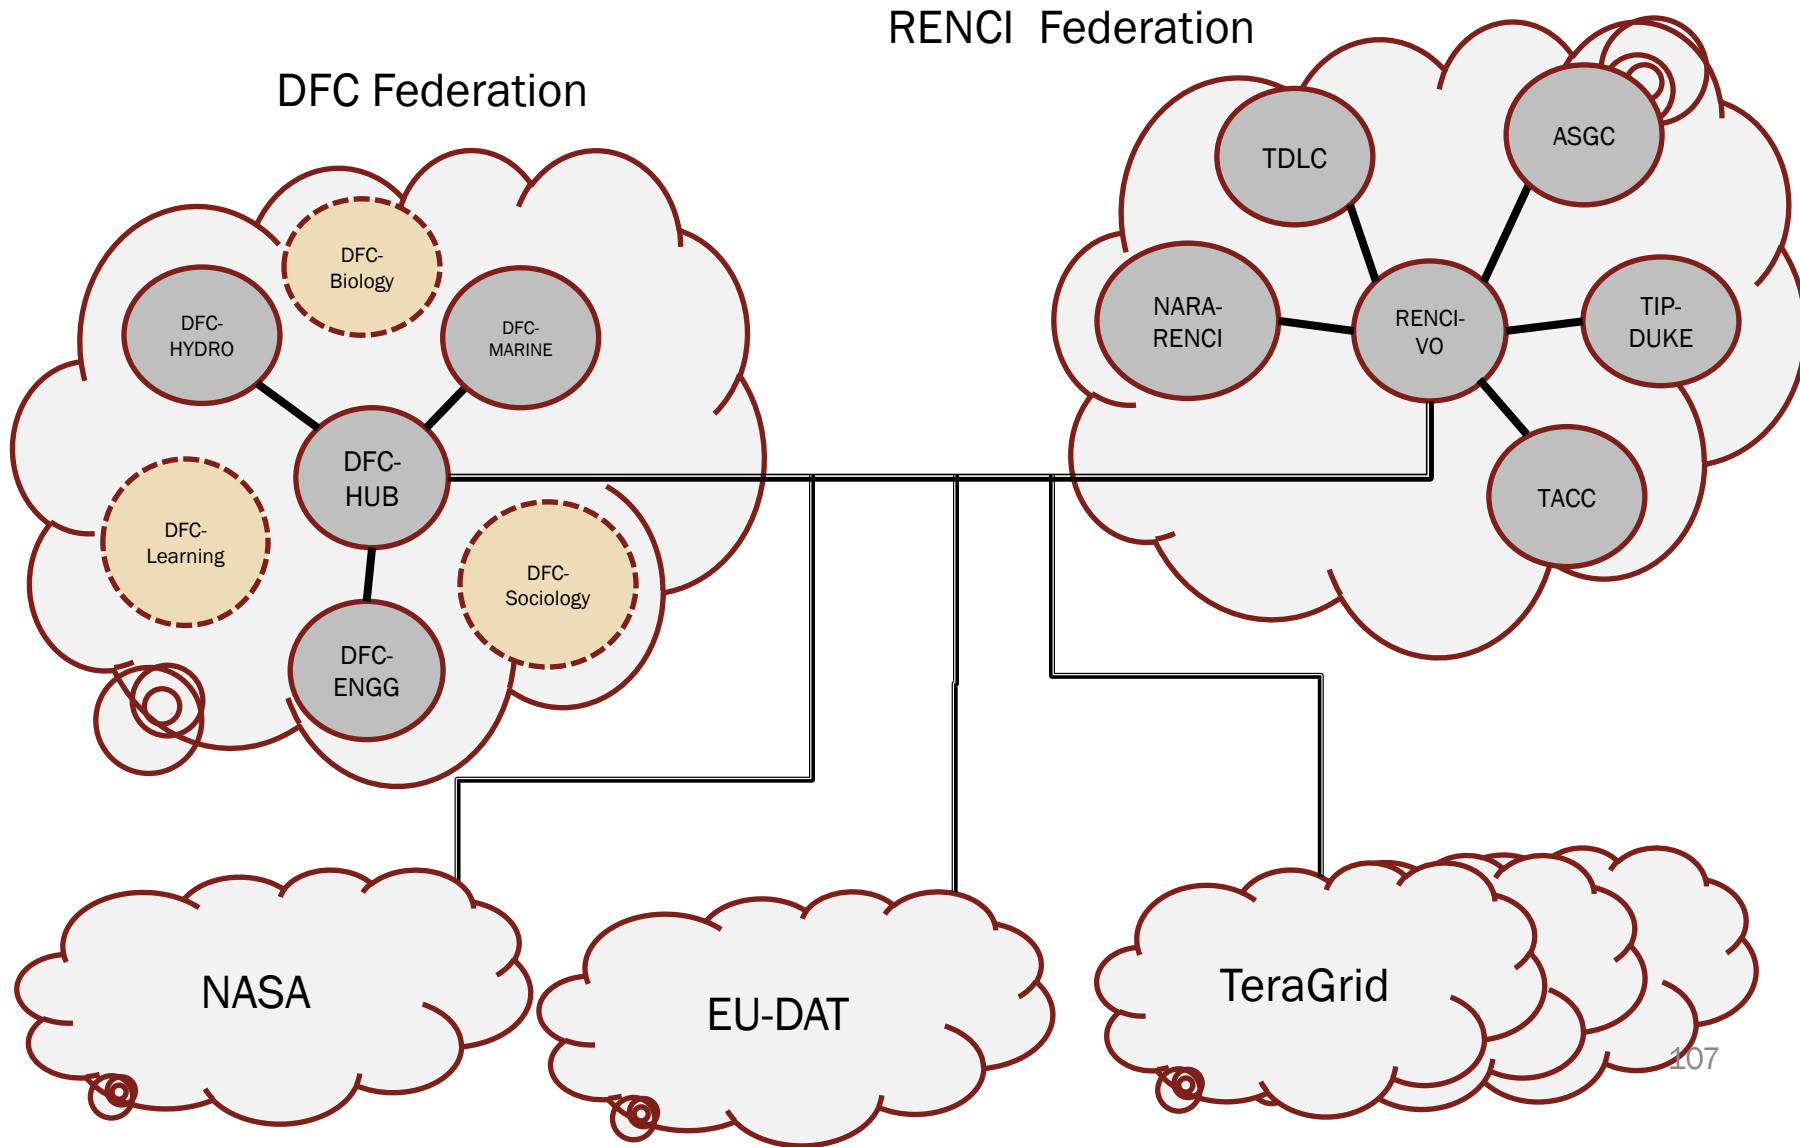 RENCI Federation
DFC Federation
TDLC
ASGC
DFC-
Biology
DFC-
HYDRO
DFC-
MARINE
NARA-
RENCI
RENCI-
VO
TIP-
DUKE
DFC-
HUB
TACC
DFC-
Learning
DFC-
Sociology
DFC-
ENGG
NASA
EU-DAT
TeraGrid
107